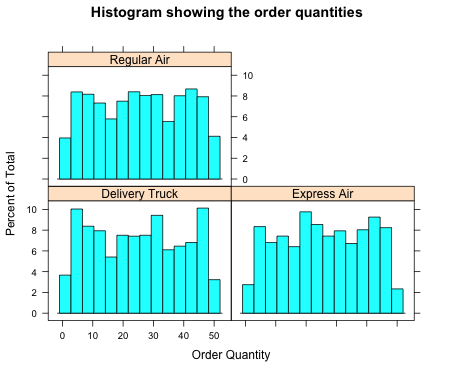 Histogram showing the order quantities
Regular Air
10
8
6
4
2
0
Percent of Total
Delivery Truck Express Air
10
8
6
4
2
0
0 10 20 30 40 50
Order Quantity